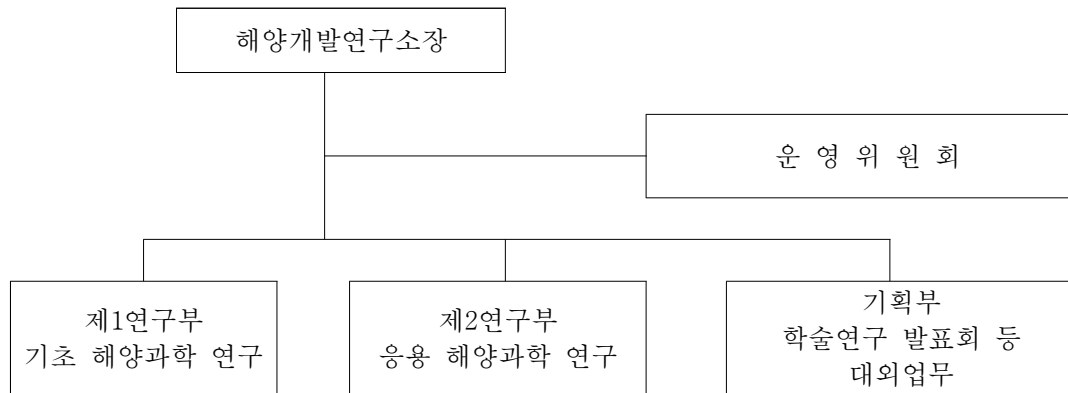 해양개발연구소장
운 영 위 원 회
제1연구부
기초 해양과학 연구
제2연구부
응용 해양과학 연구
기획부
학술연구 발표회 등
대외업무